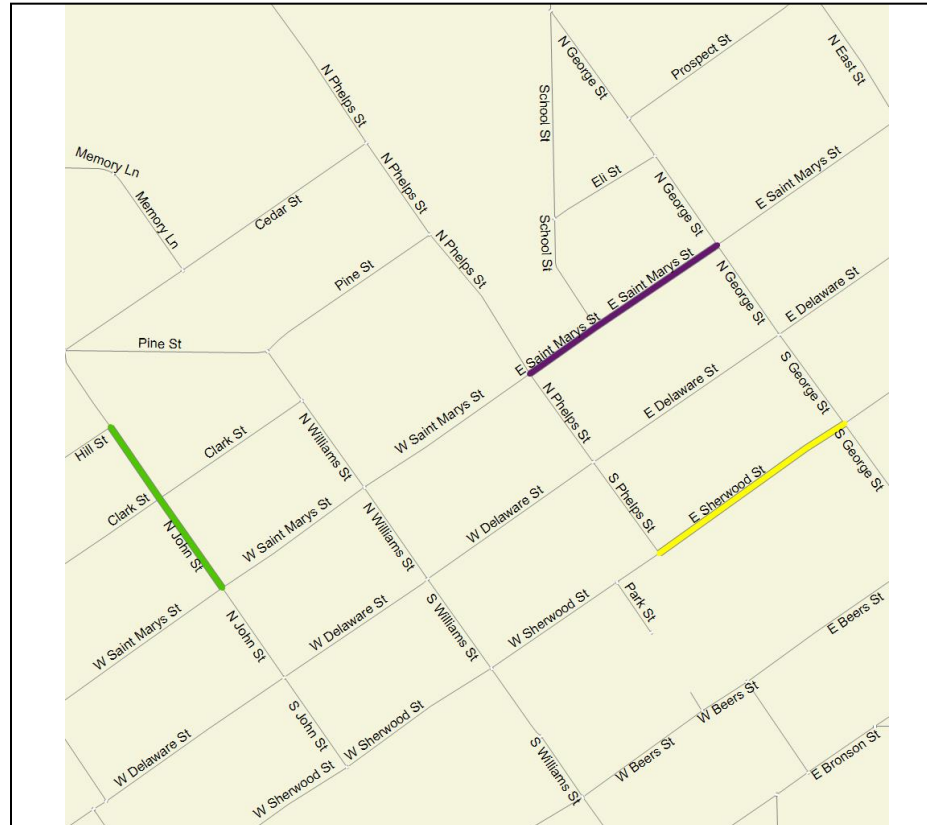 N Phelps St
N George St
Prospect St
N East St
School St
Memory Ln
N Phelps St
Eli St
E Saint Marys St
Memory Ln
Cedar St
N George St
N Phelps St
School St
Pine St
E Saint Marys St
N George St
E Delaware St
Pine St
E Saint Marys St
S George St
E Delaware St
N Phelps St
W Saint Marys St
Hill St
Clark St
N Williams St
S George St
E Sherwood St
Clark St
N John St
W Saint Marys St
N Williams St
W Delaware St
S Phelps St
W Saint Marys St
N John St
W Delaware St
S Williams St
W Sherwood St
Park St
E Beers St
S John St
W Sherwood St
W Beers St
W Delaware St
W Sherwood St
S Williams St
W Beers St
E Bronson St